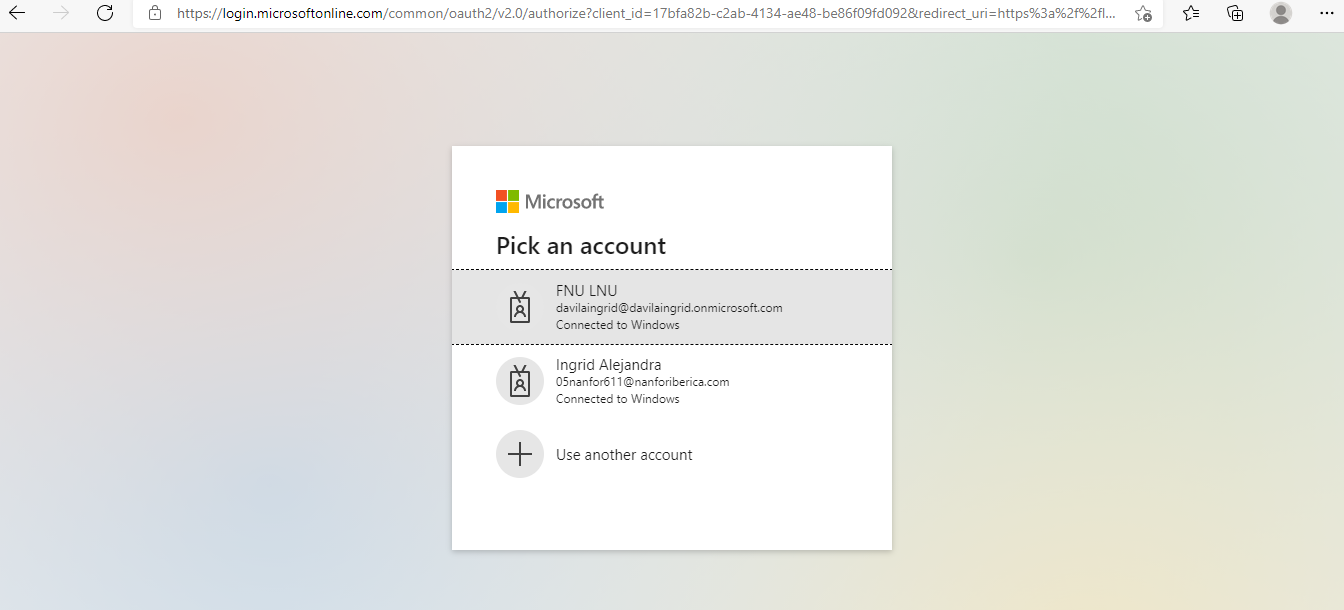 https://login.microsoftonline.com/common/oauth2/v2.0/authorize?client_id=17bfa82b-c2ab-4134-ae48-be86f09fd092&redirect_uri=https%3a%2f%2fl...
Microsoft
Pick an account
FNU LNU
davilaingrid@davilaingrid.onmicrosoft.com
Connected to Windows
Ingrid Alejandra
05nanfor611@nanforiberica.com
Connected to Windows
Use another account